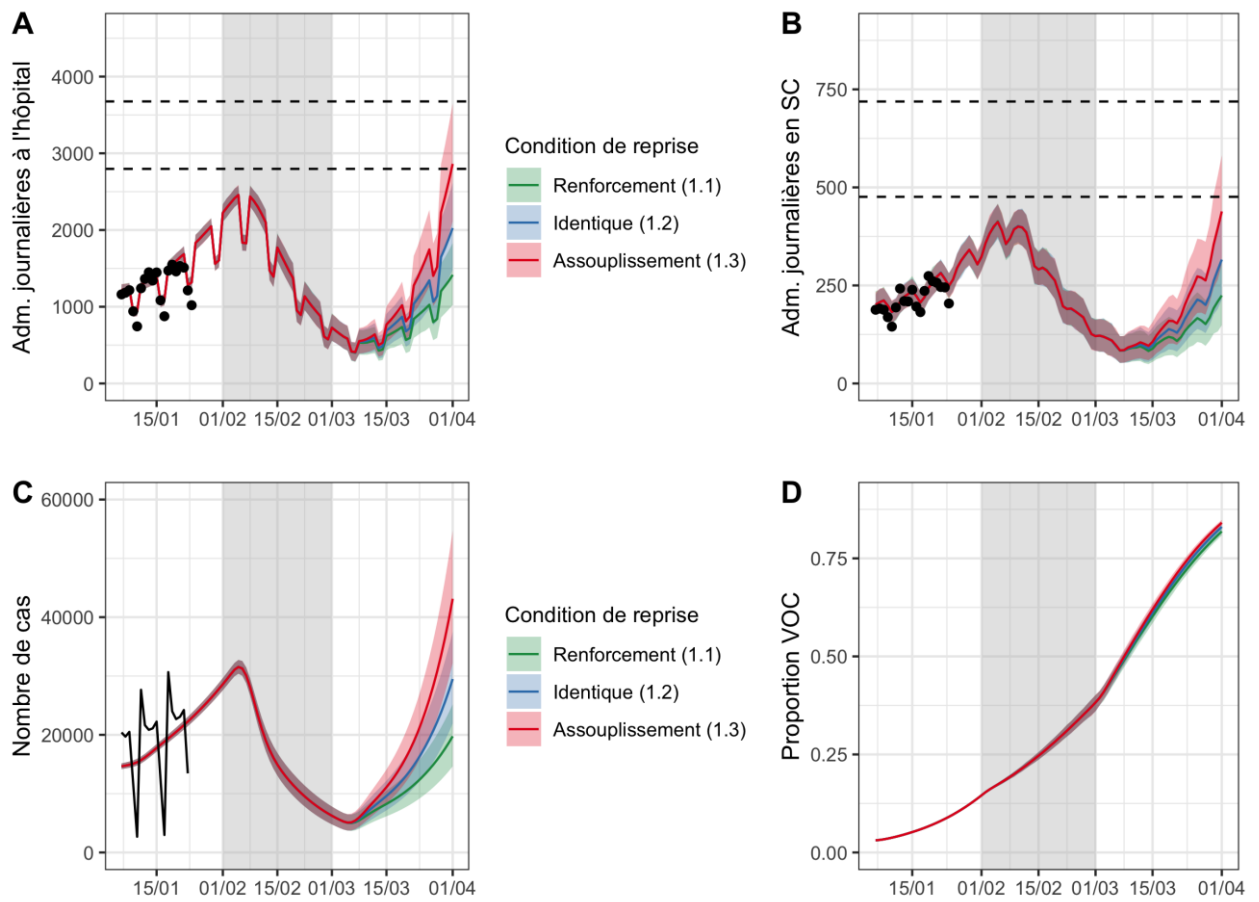 A
Adm. journalières à l'hôpital
4000
3000
2000
1000
0
15/01 01/02 15/02 01/03 15/03 01/04
Condition de reprise
Renforcement (1.1)
Identique (1.2)
Assouplissement (1.3)
B
Adm. journalières en SC
750
500
250
0
15/01 01/02 15/02 01/03 15/03 01/04
C
Nombre de cas
60000
40000
20000
0
15/01 01/02 15/02 01/03 15/03 01/04
Condition de reprise
Renforcement (1.1)
Identique (1.2)
Assouplissement (1.3)
D
Proportion VOC
0.75
0.50
0.25
0.00
15/01 01/02 15/02 01/03 15/03 01/04